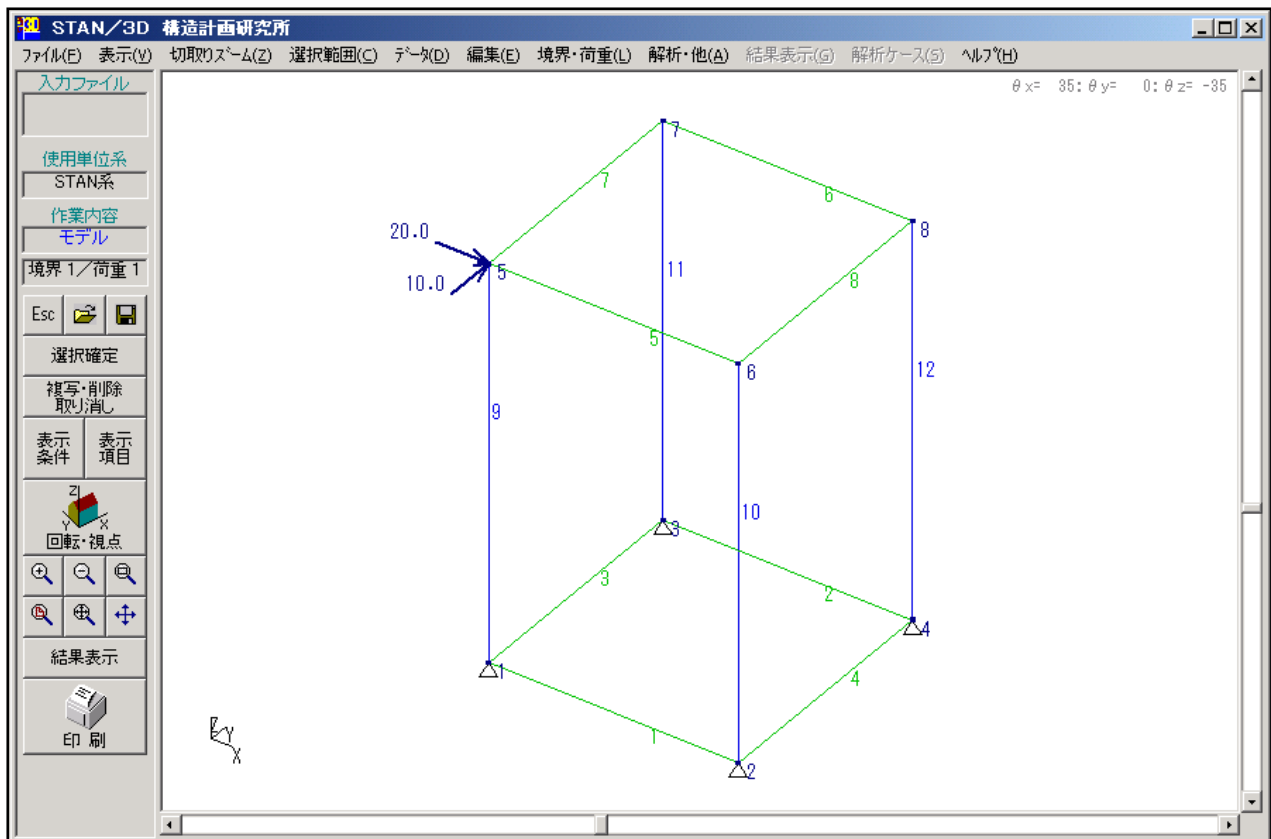 STAN/3D 構造計画研究所
ファイル(F) 表示(V) 切取りズーム(Z) 選択範囲(C) データ(D) 編集(E) 境界・荷重(L) 解析・他(A) 結果表示(G) 解析ケース(S) ヘルプ(H)
入力ファイル
使用単位系
STAN系
作業内容
モデル
境界 1/荷重 1
Esc
選択確定
複写・削除
取り消し
表示
条件
表示
項目
Z
Y X
回転・視点
結果表示
印 刷
θx= 35:θy= 0:θz= -35
7
7
6
8
20.0
5
10.0
11
8
5
6
12
9
10
3
3
2
4
1
4
1
2
Z
Y
X